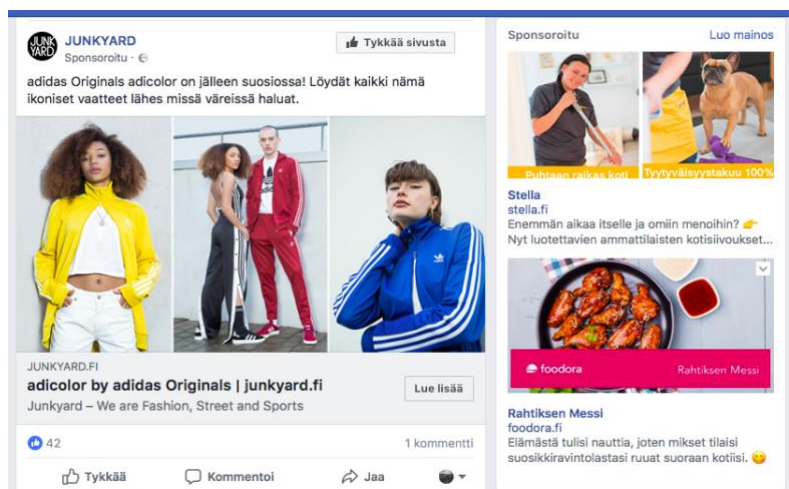 JUNK
YARD
JUNKYARD
Sponsoroitu ·
Tykkää sivusta
adidas Originals adicolor on jälleen suosiossa! Löydät kaikki nämä
ikoniset vaatteet lähes missä väreissä haluat.
JUNKYARD.FI
adicolor by adidas Originals | junkyard.fi
Junkyard – We are Fashion, Street and Sports
Lue lisää
42
1 kommentti
Tykkää
Kommentoi
Jaa
Sponsoroitu
Luo mainos
Puhtaan raikas koti
Tyytyväisyystakuu 100%
Stella
stella.fi
Enemmän aikaa itselle ja omiin menoihin? 👉
Nyt luotettavien ammattilaisten kotisiivoukset...
foodora
Rahtiksen Messi
Rahtiksen Messi
foodora.fi
Elämästä tulisi nauttia, joten mikset tilaisi
suosikkiravintolastasi ruuat suoraan kotiisi. 😋